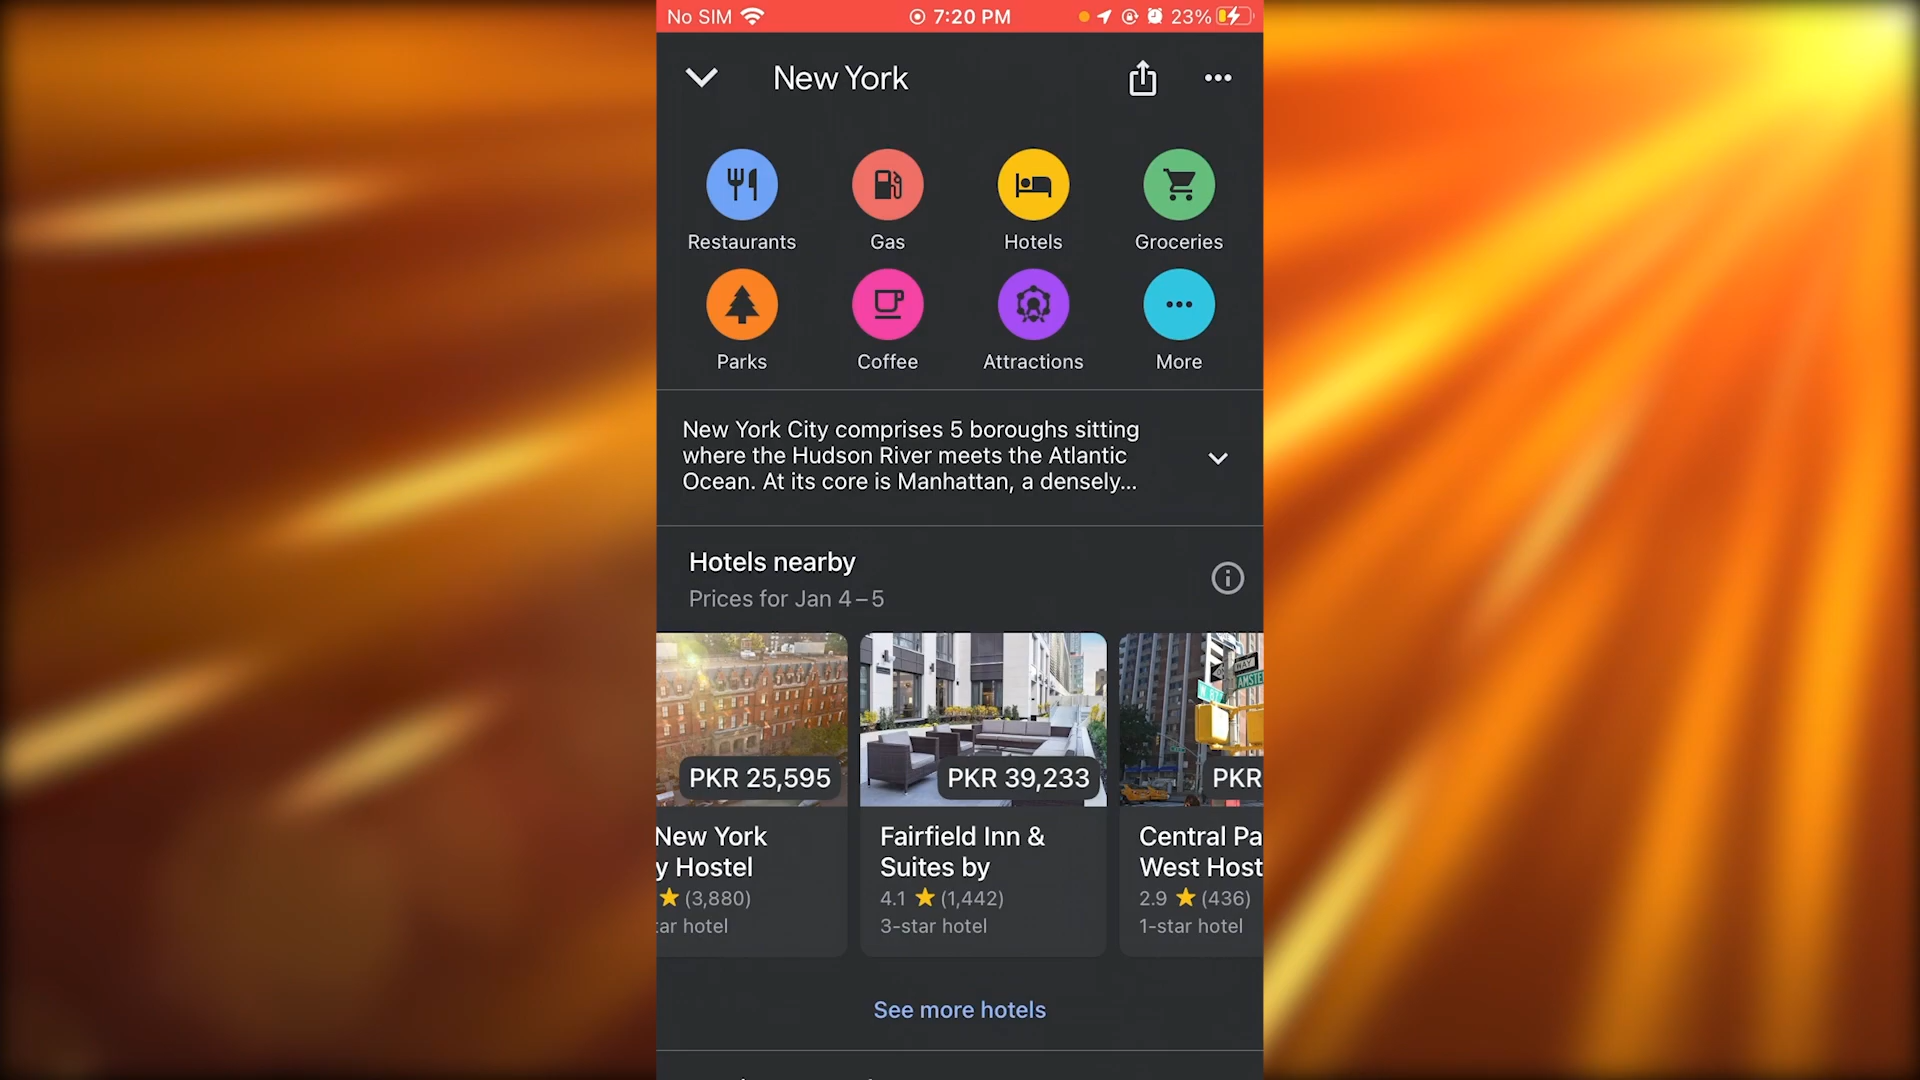 No SIM 7:20 PM 23%
New York
Restaurants Gas Hotels Groceries
Parks Coffee Attractions More
New York City comprises 5 boroughs sitting
where the Hudson River meets the Atlantic
Ocean. At its core is Manhattan, a densely...
Hotels nearby
Prices for Jan 4–5
PKR 25,595
New York
y Hostel
(3,880)
ar hotel
PKR 39,233
Fairfield Inn &
Suites by
4.1 (1,442)
3-star hotel
WAY
AMSTE
PKR
Central Pa
West Host
2.9 (436)
1-star hotel
See more hotels